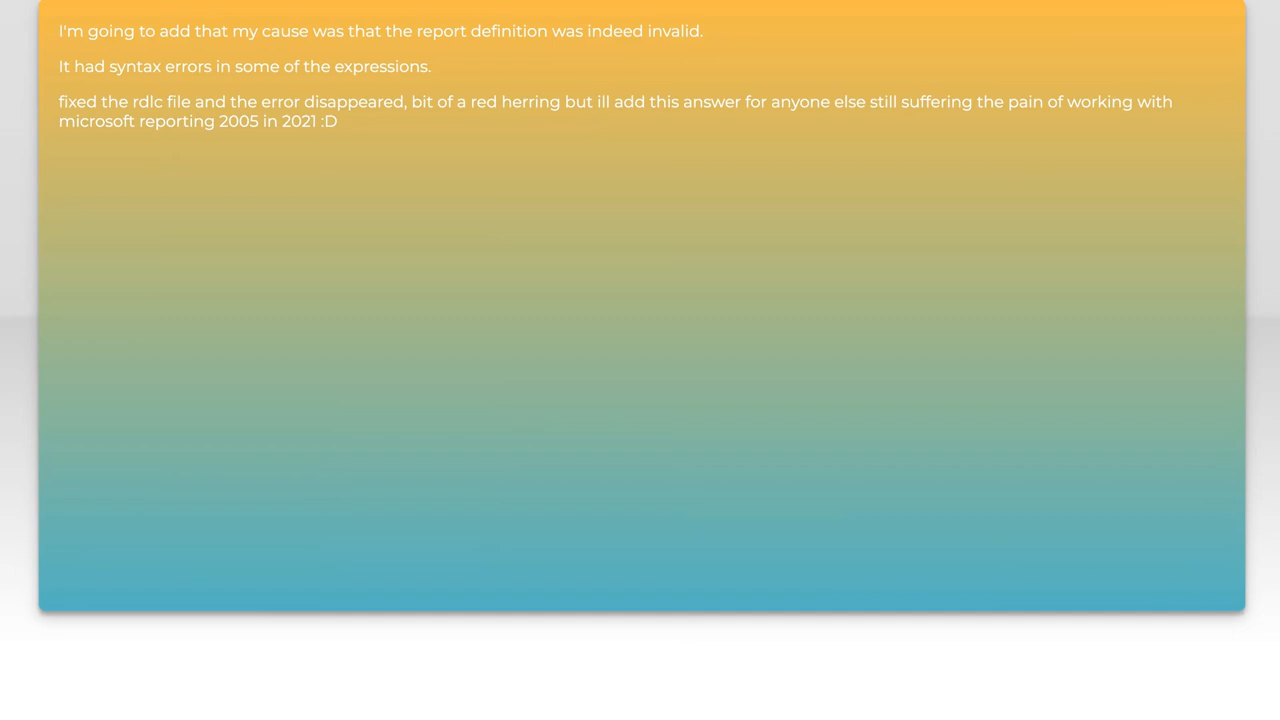 I'm going to add that my cause was that the report definition was indeed invalid.
It had syntax errors in some of the expressions.
fixed the rdlc file and the error disappeared, bit of a red herring but ill add this answer for anyone else still suffering the pain of working with
microsoft reporting 2005 in 2021 :D